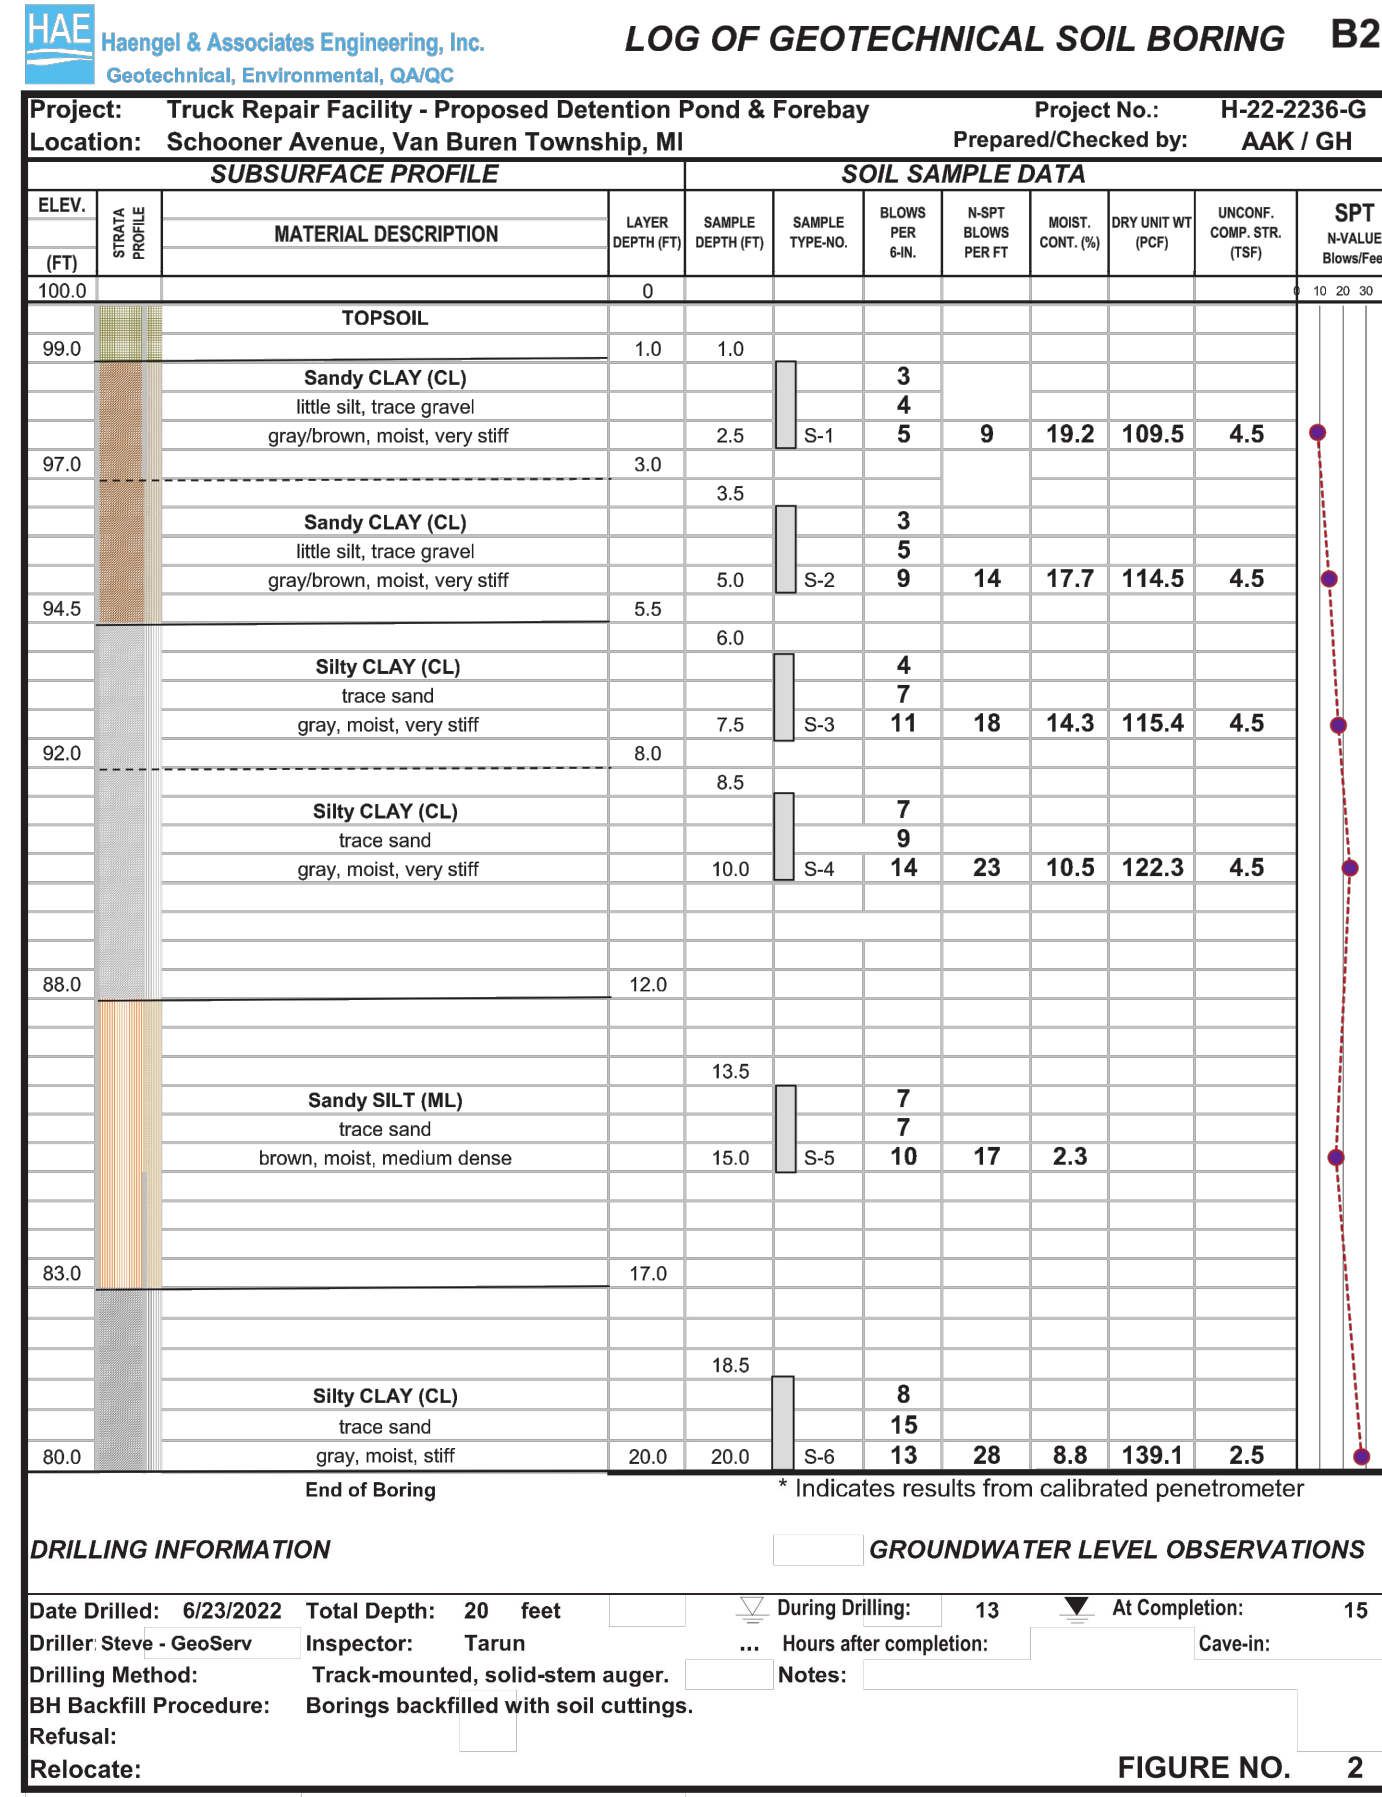 HAE Haengel & Associates Engineering, Inc.
Geotechnical, Environmental, QA/QC
LOG OF GEOTECHNICAL SOIL BORING B2
Project: Truck Repair Facility - Proposed Detention Pond & Forebay Project No.: H-22-2236-G
Location: Schooner Avenue, Van Buren Township, MI Prepared/Checked by: AAK / GH
SUBSURFACE PROFILE SOIL SAMPLE DATA
ELEV. (FT) STRATA PROFILE MATERIAL DESCRIPTION LAYER DEPTH (FT) SAMPLE DEPTH (FT) SAMPLE TYPE-NO. BLOWS PER 6-IN. N-SPT BLOWS PER FT MOIST. CONT. (%) DRY UNIT WT (PCF) UNCONF. COMP. STR. (TSF) SPT N-VALUE Blows/Fee
100.0 0 0 10 20 30
TOPSOIL
99.0 1.0 1.0
Sandy CLAY (CL) 3
little silt, trace gravel 4
gray/brown, moist, very stiff 2.5 S-1 5 9 19.2 109.5 4.5
97.0 3.0
3.5
Sandy CLAY (CL) 3
little silt, trace gravel 5
gray/brown, moist, very stiff 5.0 S-2 9 14 17.7 114.5 4.5
94.5 5.5
6.0
Silty CLAY (CL) 4
trace sand 7
gray, moist, very stiff 7.5 S-3 11 18 14.3 115.4 4.5
92.0 8.0
8.5
Silty CLAY (CL) 7
trace sand 9
gray, moist, very stiff 10.0 S-4 14 23 10.5 122.3 4.5
88.0 12.0
13.5
Sandy SILT (ML) 7
trace sand 7
brown, moist, medium dense 15.0 S-5 10 17 2.3
83.0 17.0
18.5
Silty CLAY (CL) 8
trace sand 15
80.0 gray, moist, stiff 20.0 20.0 S-6 13 28 8.8 139.1 2.5
End of Boring * Indicates results from calibrated penetrometer
DRILLING INFORMATION GROUNDWATER LEVEL OBSERVATIONS
Date Drilled: 6/23/2022 Total Depth: 20 feet During Drilling: 13 At Completion: 15
Driller: Steve - GeoServ Inspector: Tarun ... Hours after completion: Cave-in:
Drilling Method: Track-mounted, solid-stem auger. Notes:
BH Backfill Procedure: Borings backfilled with soil cuttings.
Refusal:
Relocate: FIGURE NO. 2